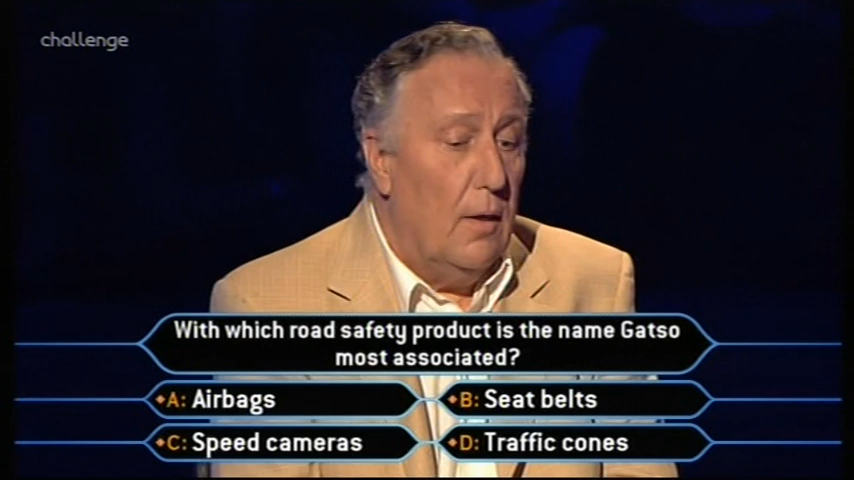 challenge
With which road safety product is the name Gatso
most associated?
A: Airbags
B: Seat belts
C: Speed cameras
D: Traffic cones